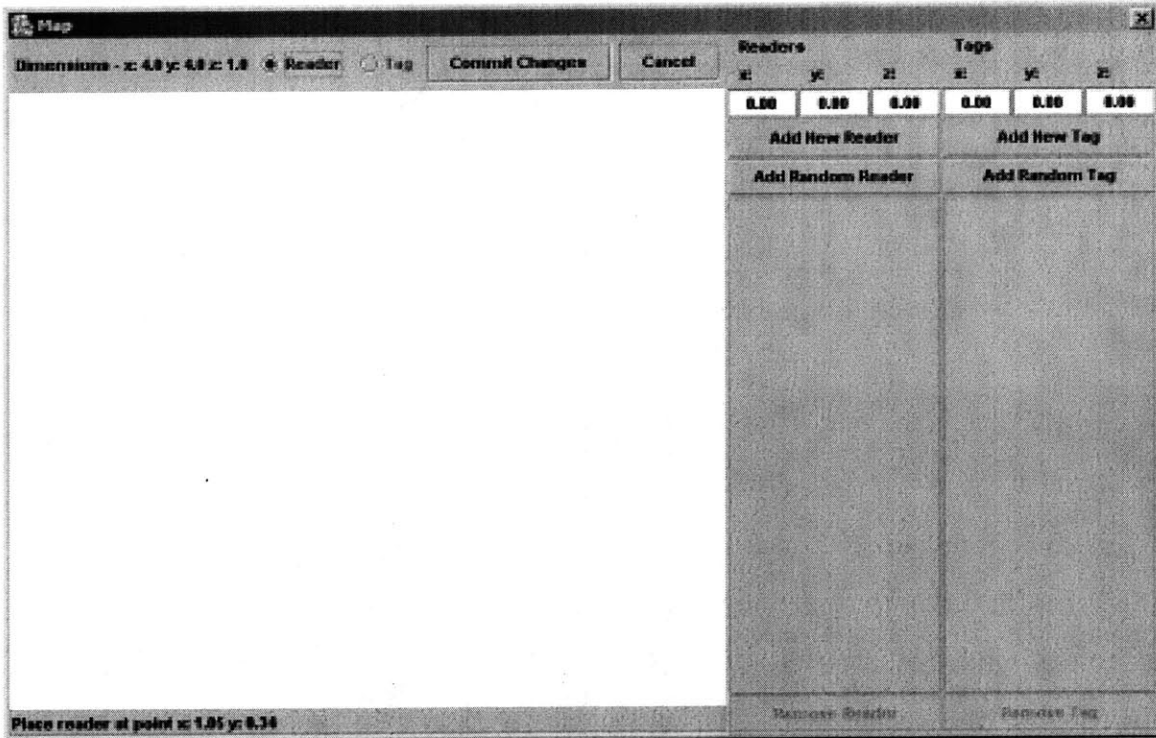 Map
Dimensions - x: 4.0 y: 4.0 z: 1.0 Reader Tag Commit Changes Cancel
Readers Tags
x: y: z: x: y: z:
0.00 0.00 0.00 0.00 0.00 0.00
Add New Reader Add New Tag
Add Random Reader Add Random Tag
Remove Reader Remove Tag
Place reader at point x: 1.05 y: 0.34